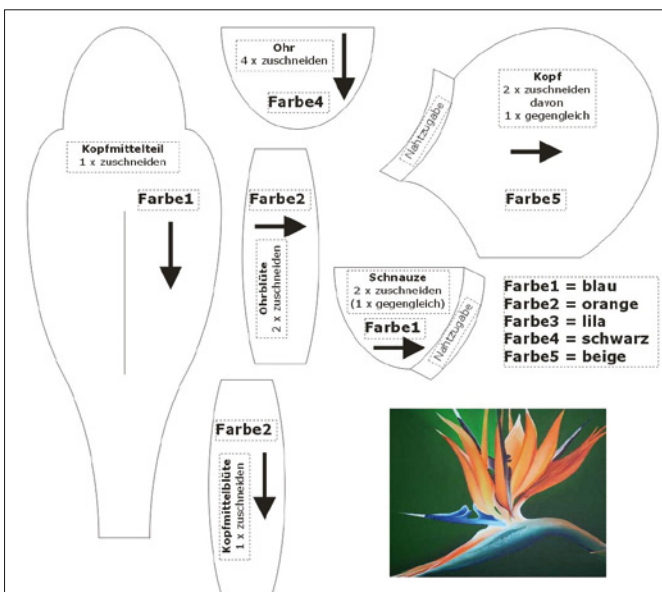 Kopfmittelteil
1 x zuschneiden
Farbe1
Ohr
4 x zuschneiden
Farbe4
Kopf
2 x zuschneiden
davon
1 x gegengleich
Nahtzugabe
Farbe5
Farbe2
Ohrblüte
2 x zuschneiden
Schnauze
2 x zuschneiden
(1 x gegengleich)
Farbe1
Nahtzugabe
Farbe1 = blau
Farbe2 = orange
Farbe3 = lila
Farbe4 = schwarz
Farbe5 = beige
Farbe2
Kopfmittelblüte
1 x zuschneiden